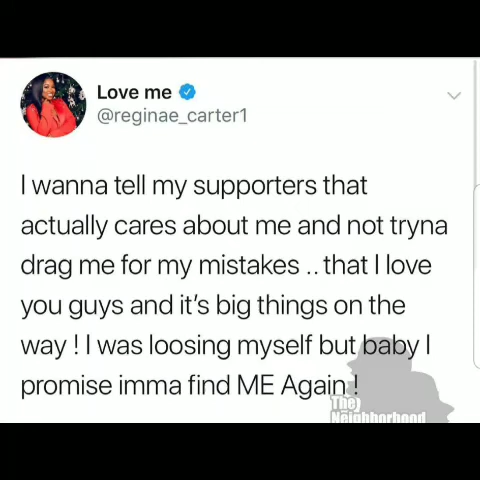 Love me
@reginae_carter1
I wanna tell my supporters that
actually cares about me and not tryna
drag me for my mistakes .. that I love
you guys and it's big things on the
way ! I was loosing myself but baby I
promise imma find ME Again !
The
Neighborhood